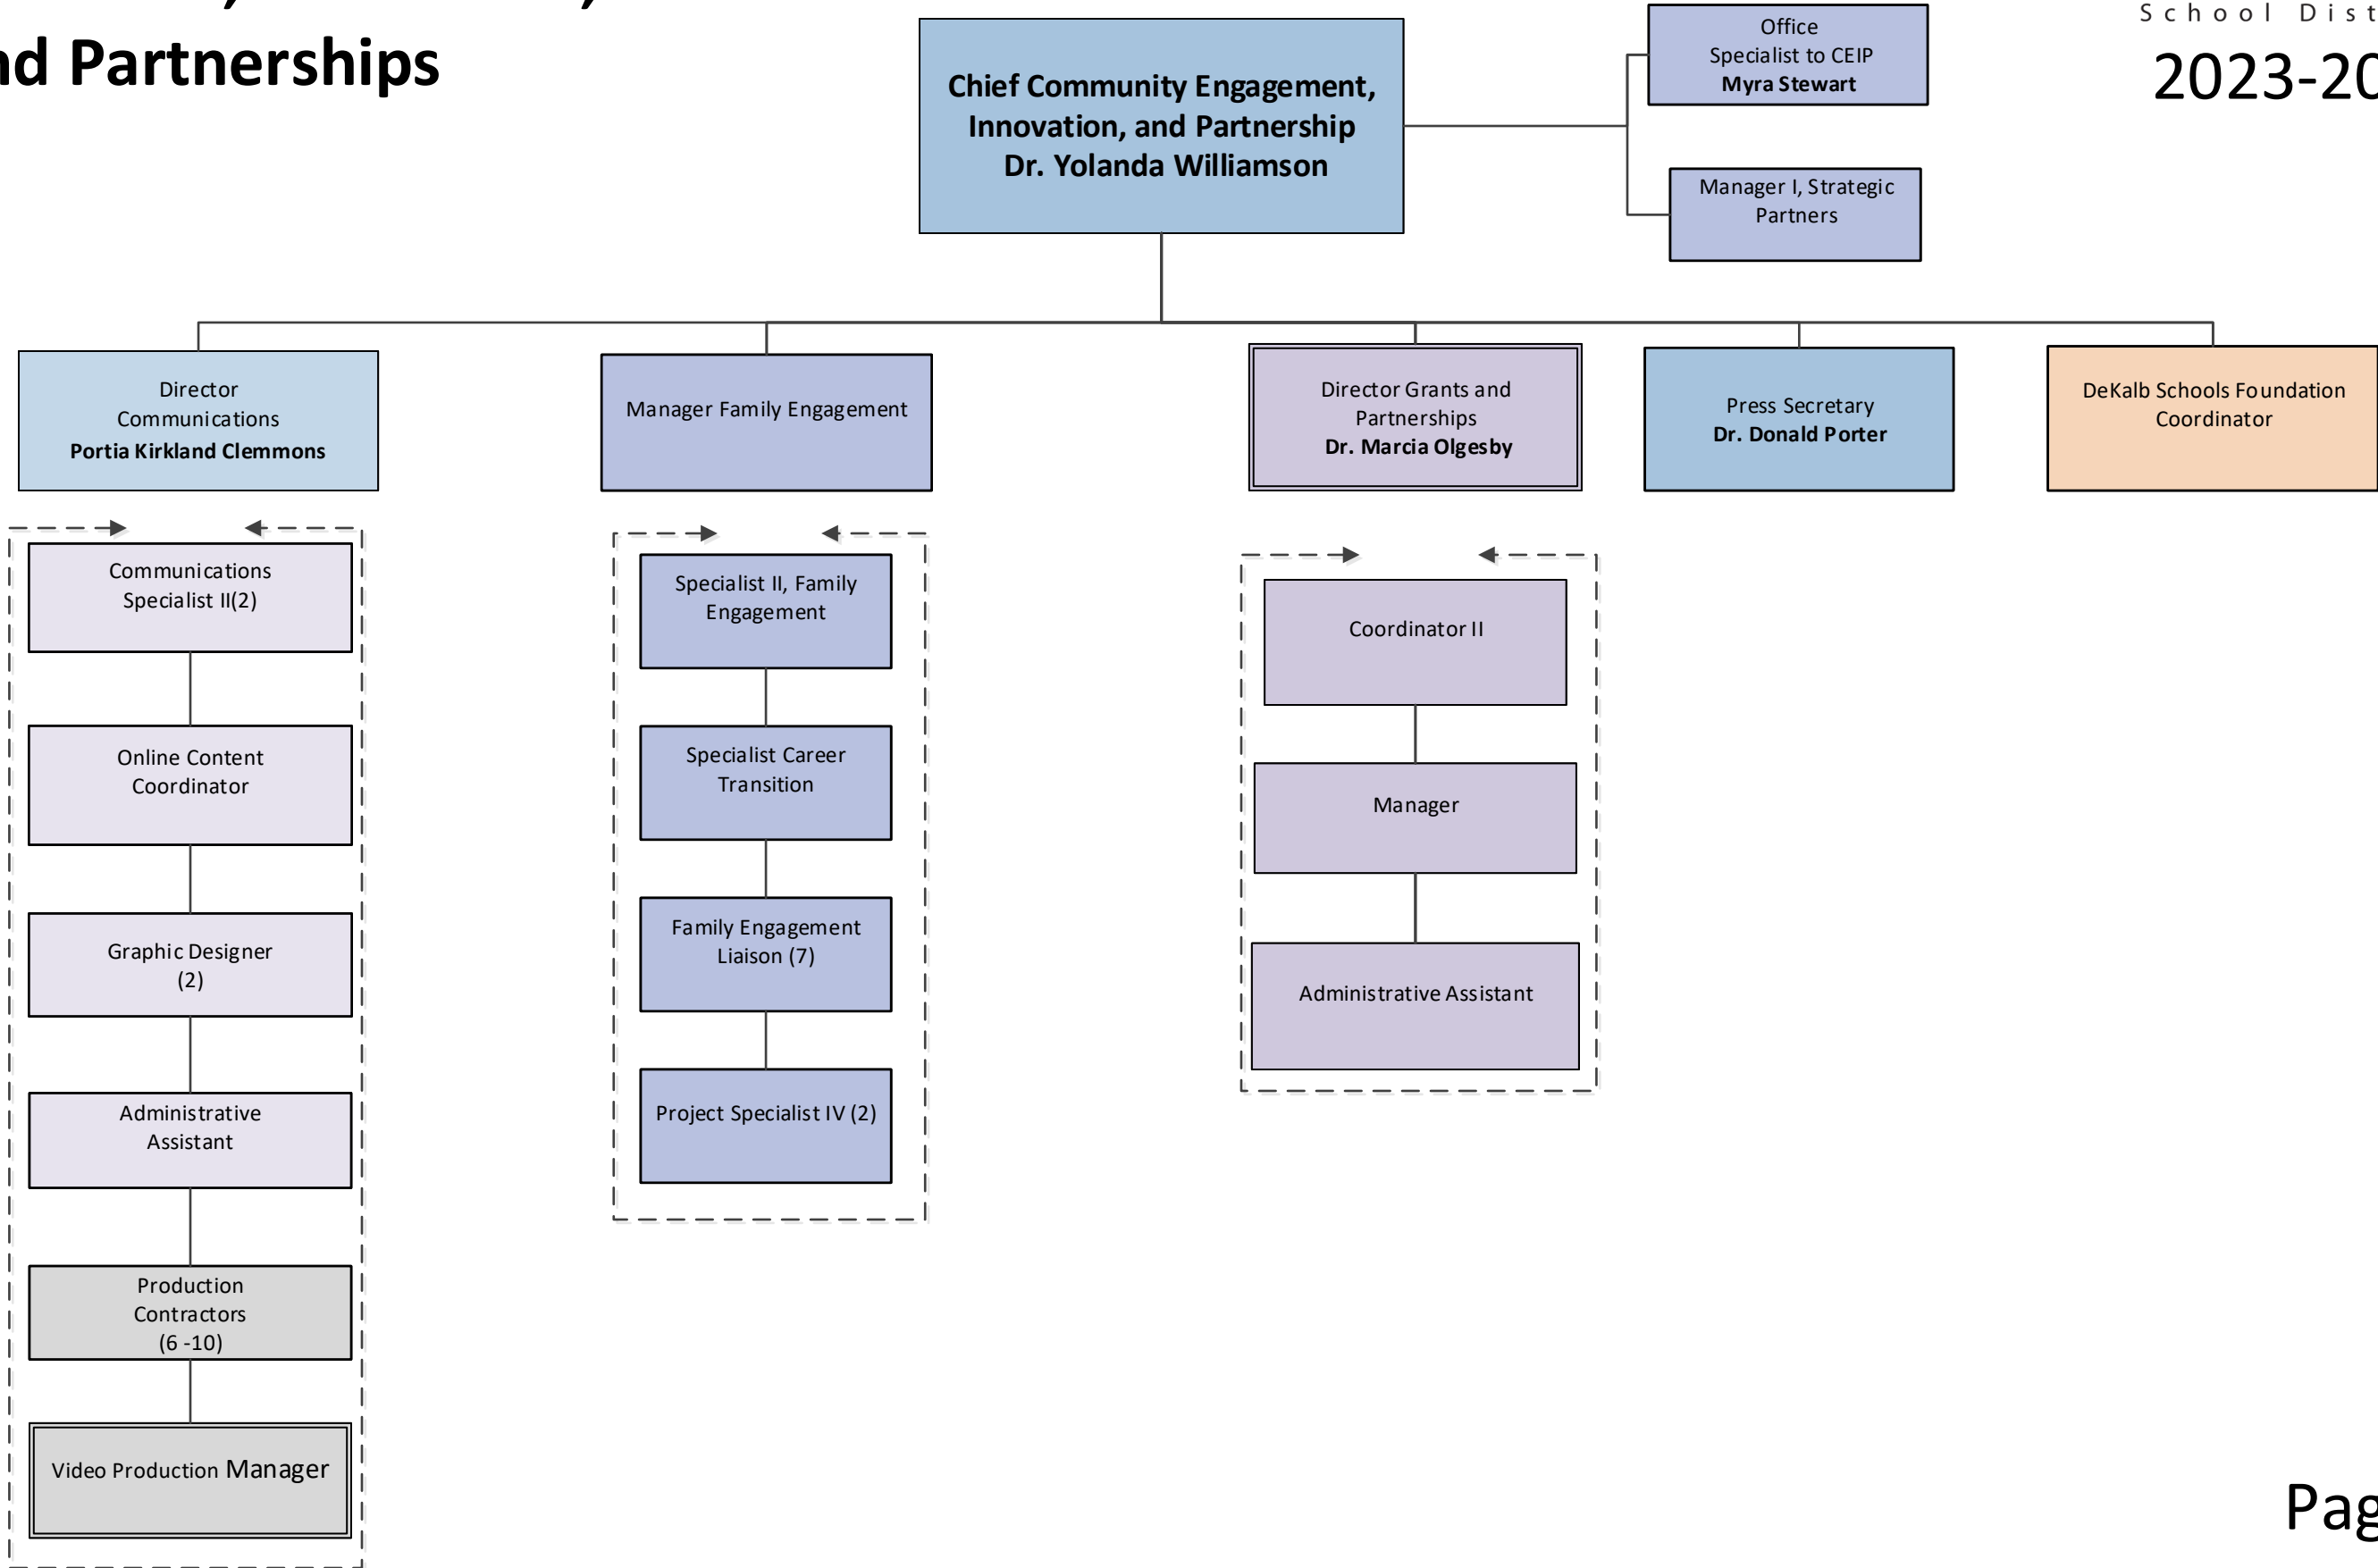 nd Partnerships
School Dist
2023-20
Chief Community Engagement,
Innovation, and Partnership
Dr. Yolanda Williamson
Office
Specialist to CEIP
Myra Stewart
Manager I, Strategic
Partners
Director
Communications
Portia Kirkland Clemmons
Manager Family Engagement
Director Grants and
Partnerships
Dr. Marcia Olgesby
Press Secretary
Dr. Donald Porter
DeKalb Schools Foundation
Coordinator
Communications
Specialist II(2)
Online Content
Coordinator
Graphic Designer
(2)
Administrative
Assistant
Production
Contractors
(6 -10)
Video Production Manager
Specialist II, Family
Engagement
Specialist Career
Transition
Family Engagement
Liaison (7)
Project Specialist IV (2)
Coordinator II
Manager
Administrative Assistant
Pag